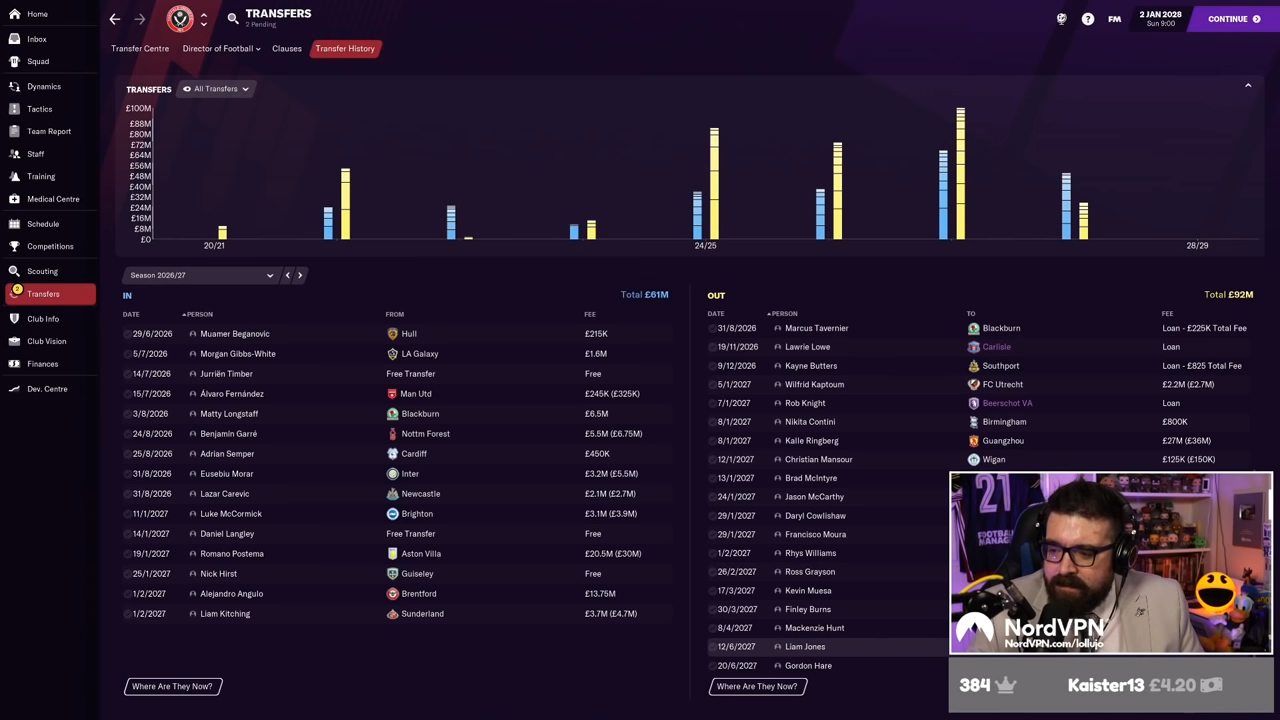 Home
TRANSFERS
2 Pending
FM
2 JAN 2028
Sun 9:00
CONTINUE
Inbox
Squad
Dynamics
Tactics
Team Report
Staff
Training
Medical Centre
Schedule
Competitions
Scouting
2
Transfers
Club Info
Club Vision
Finances
Dev. Centre
Transfer Centre
Director of Football
Clauses
Transfer History
TRANSFERS
All Transfers
£100M
£88M
£80M
£72M
£64M
£56M
£48M
£40M
£32M
£24M
£16M
£8M
£0
20/21
24/25
28/29
Season 2026/27
IN
Total £61M
DATE PERSON FROM FEE
29/6/2026 Muamer Beganovic Hull £215K
5/7/2026 Morgan Gibbs-White LA Galaxy £1.6M
14/7/2026 Jurriën Timber Free Transfer Free
15/7/2026 Álvaro Fernández Man Utd £245K (£325K)
3/8/2026 Matty Longstaff Blackburn £6.5M
24/8/2026 Benjamín Garré Nottm Forest £5.5M (£6.75M)
25/8/2026 Adrian Semper Cardiff £450K
31/8/2026 Eusebiu Morar Inter £3.2M (£5.5M)
31/8/2026 Lazar Carevic Newcastle £2.1M (£2.7M)
11/1/2027 Luke McCormick Brighton £3.1M (£3.9M)
14/1/2027 Daniel Langley Free Transfer Free
19/1/2027 Romano Postema Aston Villa £20.5M (£30M)
25/1/2027 Nick Hirst Guiseley Free
1/2/2027 Alejandro Angulo Brentford £13.75M
1/2/2027 Liam Kitching Sunderland £3.7M (£4.7M)
Where Are They Now?
OUT
Total £92M
DATE PERSON TO FEE
31/8/2026 Marcus Tavernier Blackburn Loan - £225K Total Fee
19/11/2026 Lawrie Lowe Carlisle Loan
9/12/2026 Kayne Butters Southport Loan - £825 Total Fee
5/1/2027 Wilfrid Kaptoum FC Utrecht £2.2M (£2.7M)
7/1/2027 Rob Knight Beerschot VA Loan
8/1/2027 Nikita Contini Birmingham £800K
8/1/2027 Kalle Ringberg Guangzhou £27M (£36M)
12/1/2027 Christian Mansour Wigan £125K (£150K)
13/1/2027 Brad McIntyre
24/1/2027 Jason McCarthy
29/1/2027 Daryl Cowlishaw
29/1/2027 Francisco Moura
1/2/2027 Rhys Williams
26/2/2027 Ross Grayson
17/3/2027 Kevin Muesa
30/3/2027 Finley Burns
8/4/2027 Mackenzie Hunt
12/6/2027 Liam Jones
20/6/2027 Gordon Hare
Where Are They Now?
21
FOOTBALL
NordVPN
NordVPN.com/lollujo
384
Kaister13 £4.20